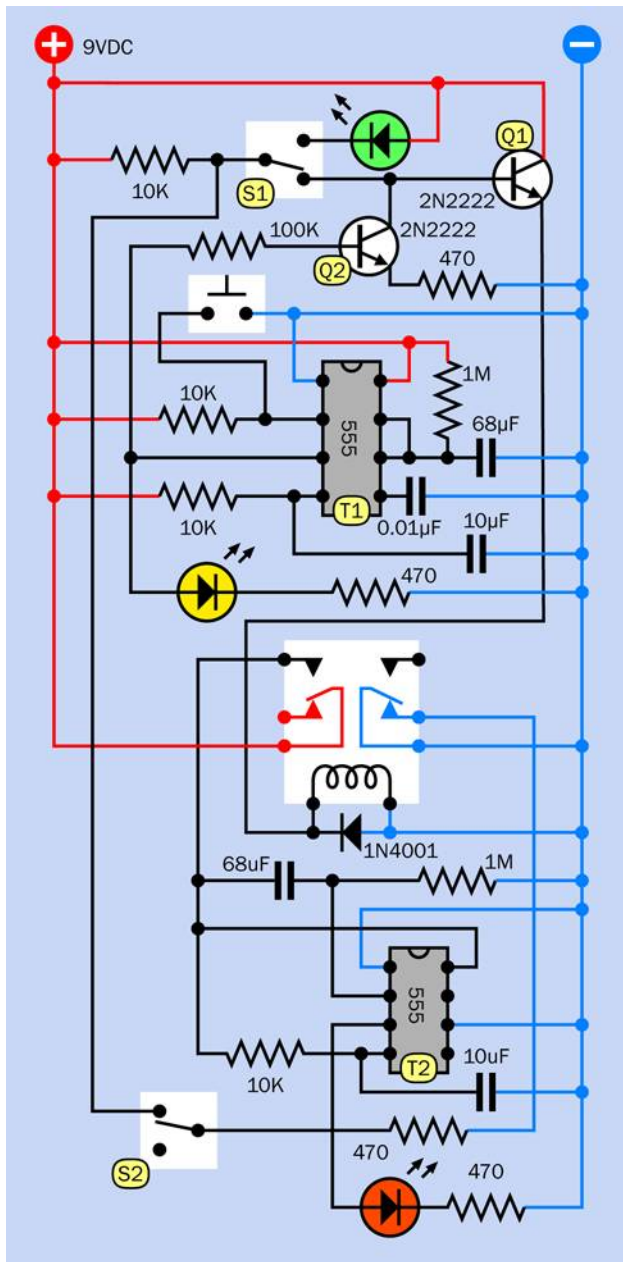 +
9VDC
−
Q1
10K
S1
2N2222
100K
2N2222
Q2
470
1M
10K
68µF
555
10K
T1
0.01µF
10µF
470
1N4001
68uF
1M
555
10K
T2
10uF
S2
470
470